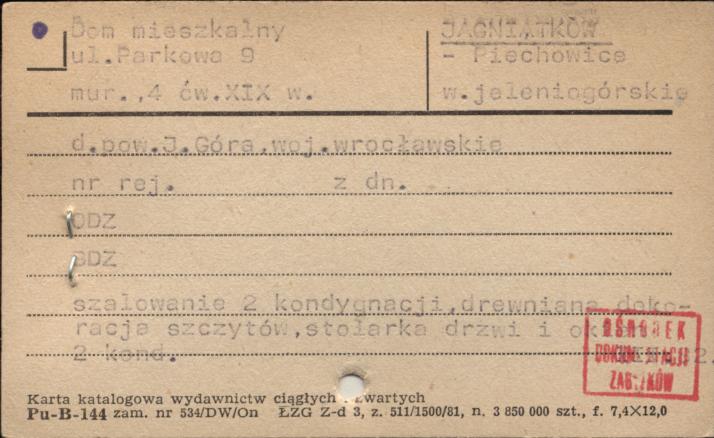 Dom mieszkalny
ul.Parkowa 9
mur.,4 ćw.XIX w.
JAGNIĄTKÓW
- Piechowice
w.jeleniogórskie
d.pow.J.Góra,woj.wrocławskie
nr rej. z dn.
ODZ
BDZ
szalowanie 2 kondygnacji,drewniana deko-
racja szczytów,stolarka drzwi i
2 kond.
OŚRODEK
DOKUMENTACJI
ZABYTKÓW
Karta katalogowa wydawnictw ciągłych i zwartych
Pu-B-144 zam. nr 534/DW/On ŁZG Z-d 3, z. 511/1500/81, n. 3 850 000 szt., f. 7,4X12,0